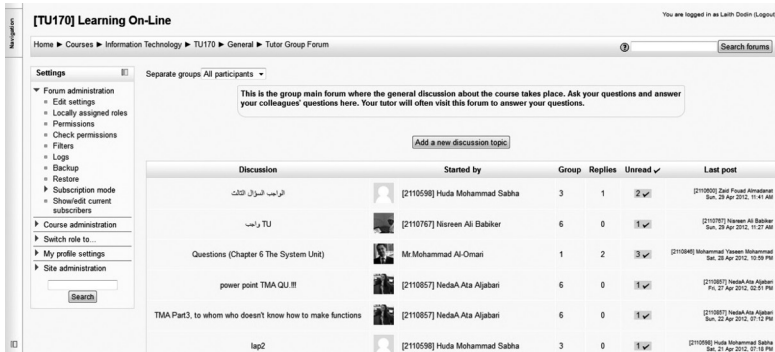 Navigation
[TU170] Learning On-Line
You are logged in as Laith Dodin (Logout
Home ► Courses ► Information Technology ► TU170 ► General ► Tutor Group Forum
Search forums
Settings
Forum administration
Edit settings
Locally assigned roles
Permissions
Check permissions
Filters
Logs
Backup
Restore
Subscription mode
Show/edit current
subscribers
Course administration
Switch role to...
My profile settings
Site administration
Search
Separate groups All participants
This is the group main forum where the general discussion about the course takes place. Ask your questions and answer
your colleagues' questions here. Your tutor will often visit this forum to answer your questions.
Add a new discussion topic
Discussion Started by Group Replies Unread ✓ Last post
الواجب السؤال الثالث [2110598] Huda Mohammad Sabha 3 1 2 ✓ [2110600] Zaid Fouad Almadanat
Sun, 29 Apr 2012, 11:41 AM
واجب TU [2110767] Nisreen Ali Babiker 6 0 1 ✓ [2110767] Nisreen Ali Babiker
Sun, 29 Apr 2012, 11:27 AM
Questions (Chapter 6 The System Unit) Mr.Mohammad Al-Omari 1 2 3 ✓ [2110846] Mohammad Yaseen Mohammad
Sat, 28 Apr 2012, 10:59 PM
power point TMA QU.!!! [2110857] NedaA Ata Aljabari 6 0 1 ✓ [2110857] NedaA Ata Aljabari
Fri, 27 Apr 2012, 02:51 PM
TMA Part3, to whom who doesn't know how to make functions [2110857] NedaA Ata Aljabari 6 0 1 ✓ [2110857] NedaA Ata Aljabari
Sun, 22 Apr 2012, 07:12 PM
lap2 [2110598] Huda Mohammad Sabha 3 0 1 ✓ [2110598] Huda Mohammad Sabha
Sat, 21 Apr 2012, 07:18 PM